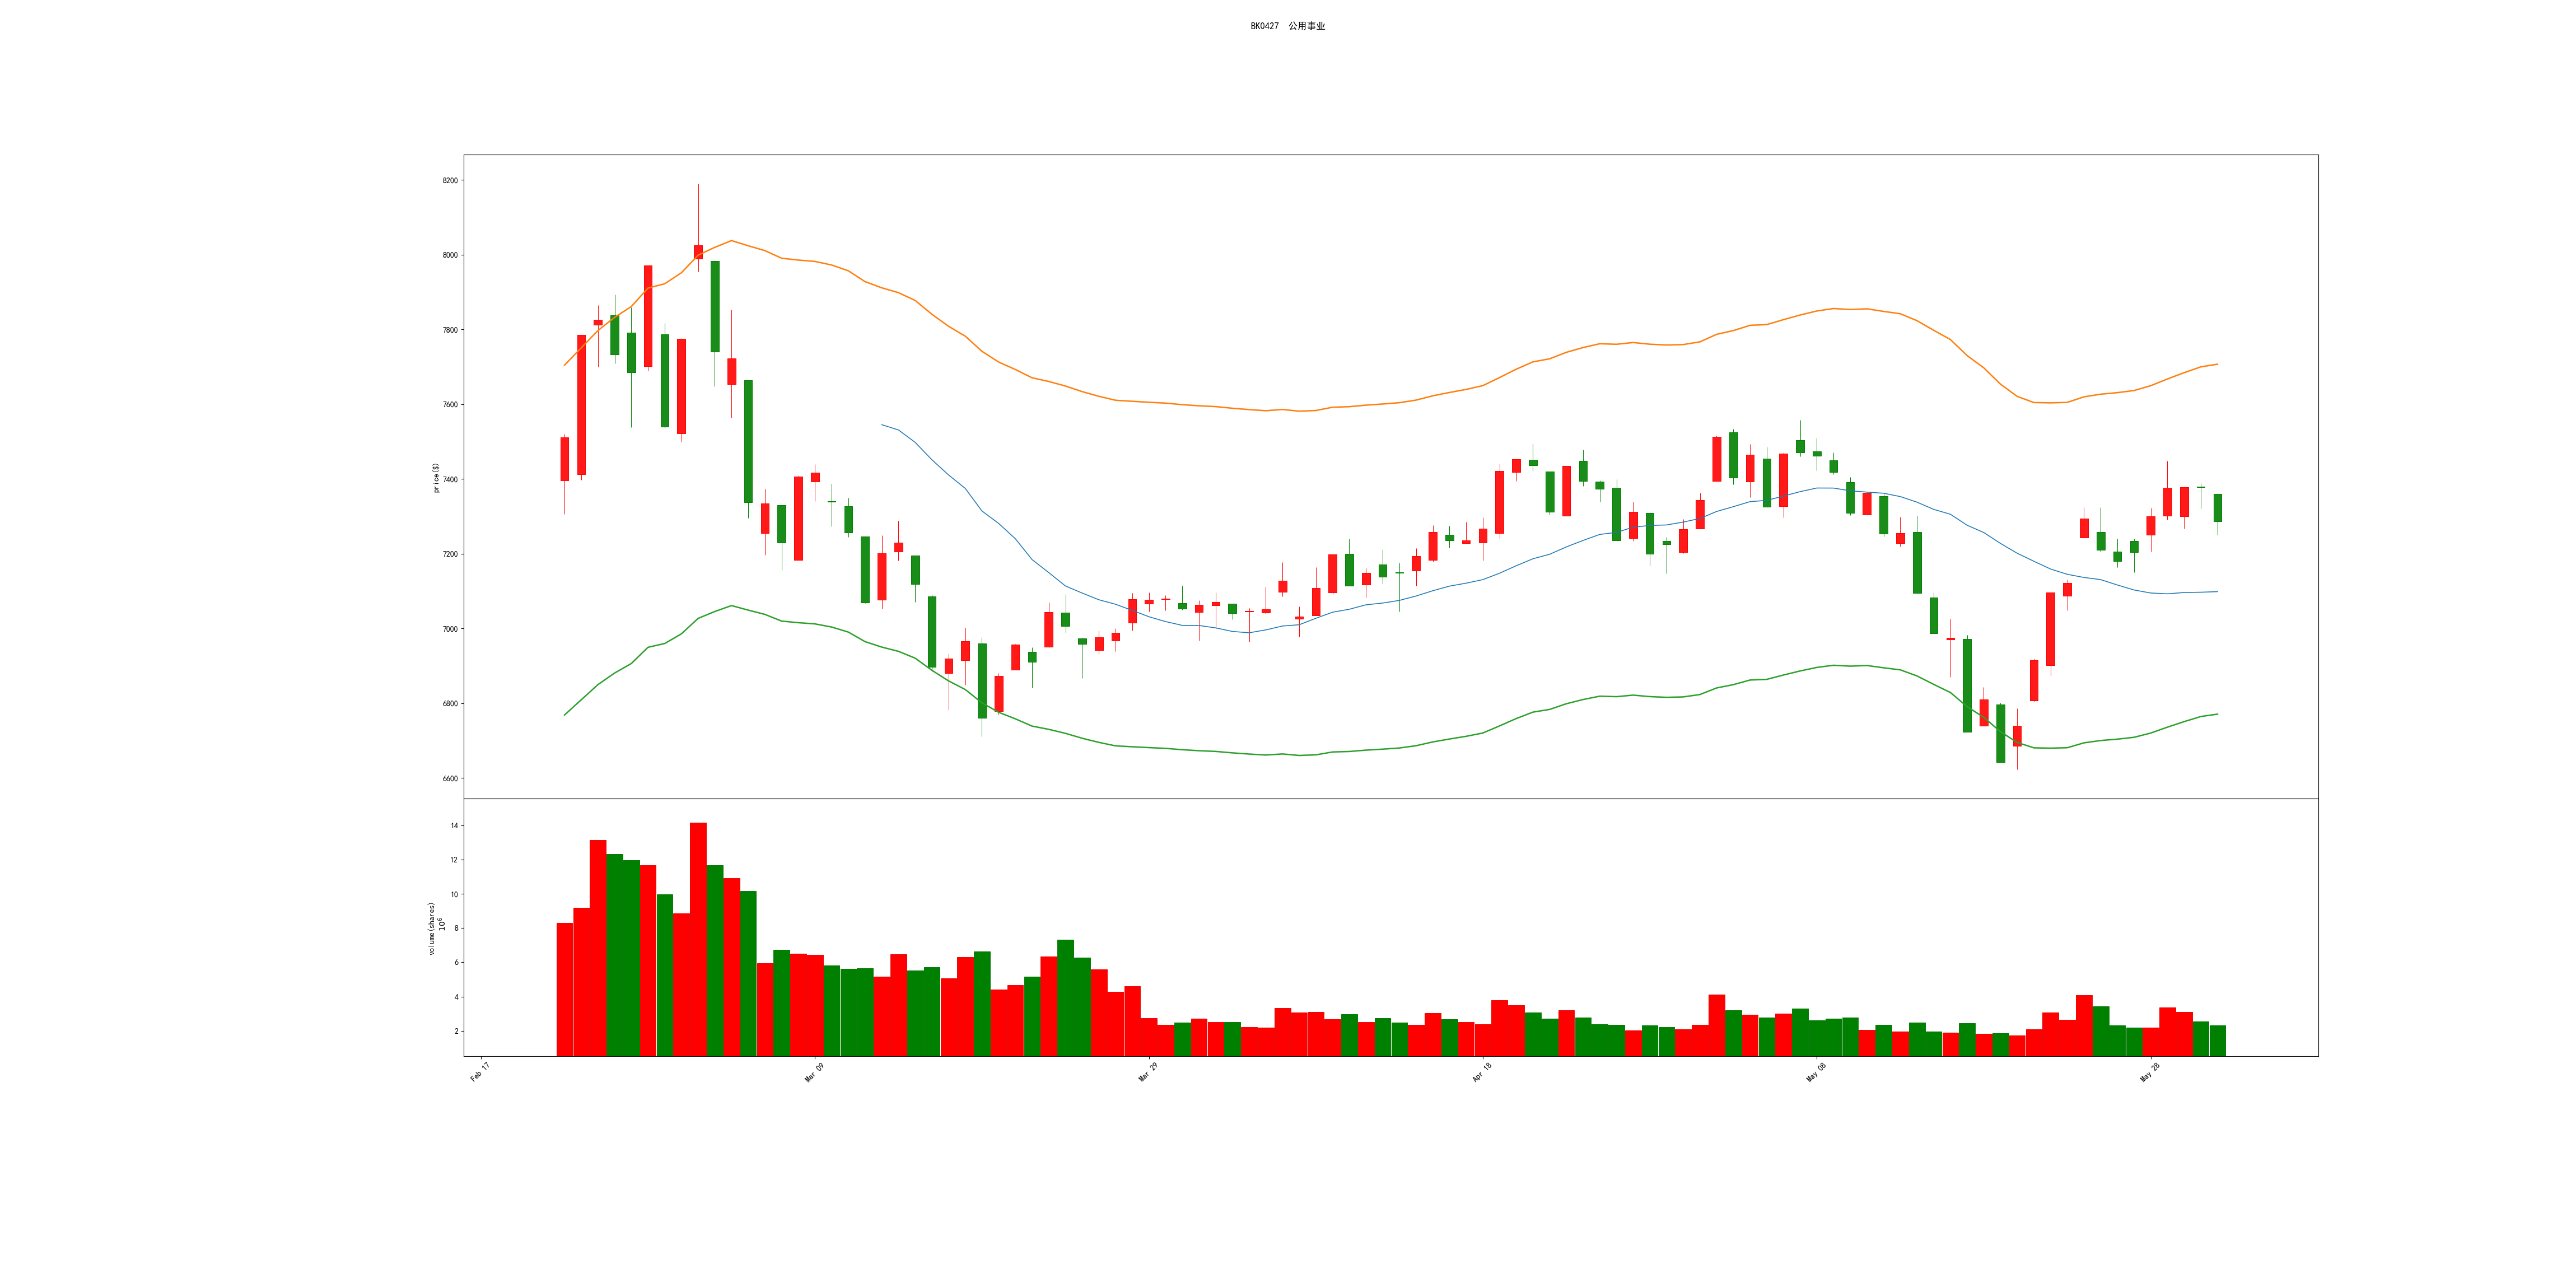 BK0427 公用事业
8200
8000
7800
7600
7400
7200
7000
6800
6600
price($)
14
12
10
8
6
4
2
volume(shares)
10^6
Feb 17
Mar 09
Mar 29
Apr 18
May 08
May 28